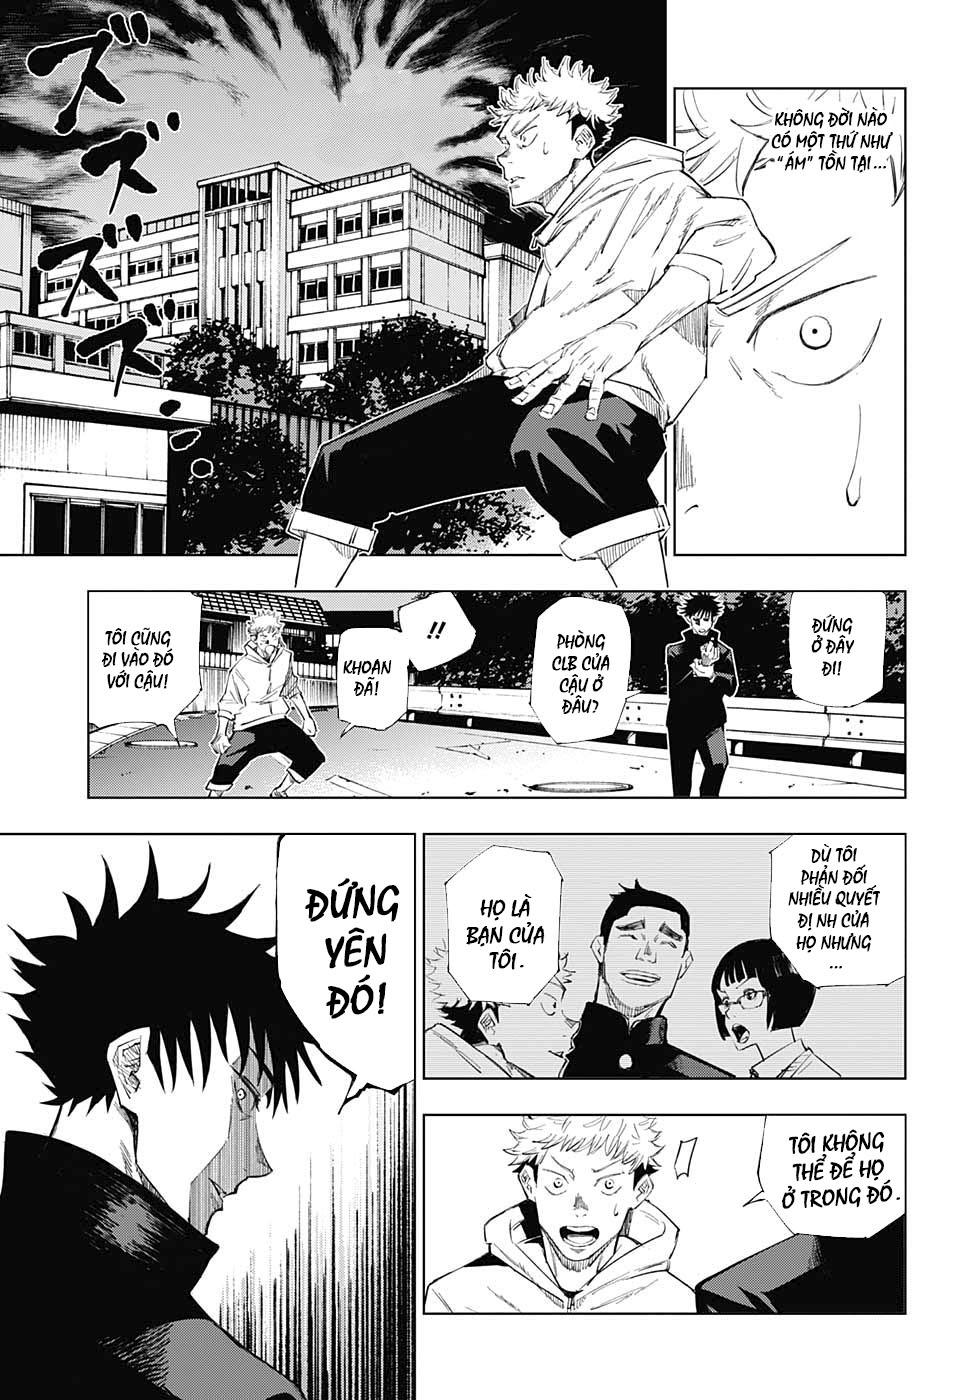 KHÔNG ĐỜI NÀO
CÓ MỘT THỨ NHƯ
“ÁM” TỒN TẠI...
ズズズズ...
ĐỨNG
Ở ĐÂY
ĐI!
PHÒNG
CLB CỦA
CẬU Ở
ĐÂU?
!!
KHOAN
ĐÃ!
TÔI CŨNG
ĐI VÀO ĐÓ
VỚI CẬU!
DÙ TÔI
PHẢN ĐỐI
NHIỀU QUYẾT
ĐỊ NH CỦA
HỌ NHƯNG
...
HỌ LÀ
BẠN CỦA
TÔI.
TÔI KHÔNG
THỂ ĐỂ HỌ
Ở TRONG ĐÓ.
ĐỨNG
YÊN
ĐÓ!